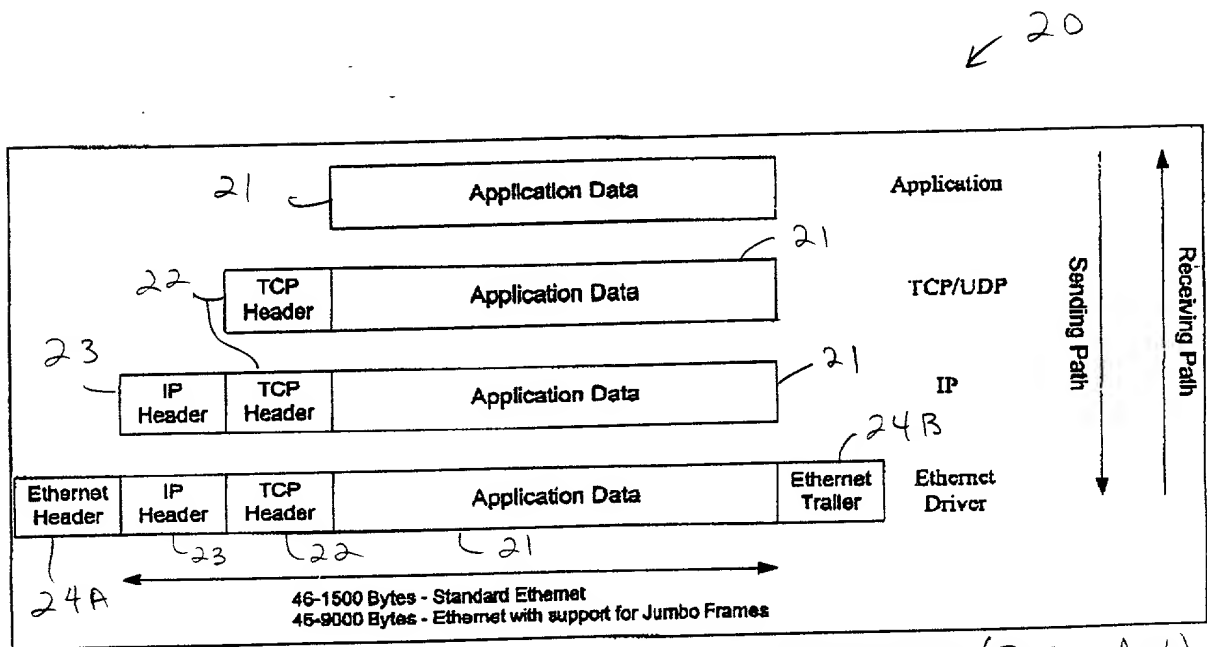 20
21 Application Data Application
22 TCP Header Application Data 21 TCP/UDP
23 IP Header TCP Header Application Data 21 IP
24B
Ethernet Header IP Header TCP Header Application Data Ethernet Trailer Ethernet Driver
24A 23 22 21
46-1500 Bytes - Standard Ethernet
46-9000 Bytes - Ethernet with support for Jumbo Frames
Sending Path
Receiving Path